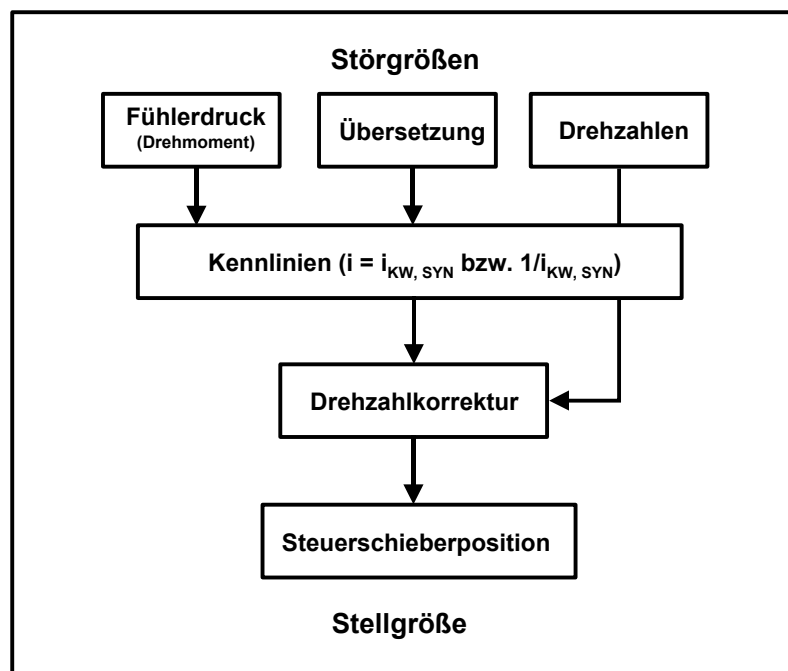 Störgrößen
Fühlerdruck
(Drehmoment)
Übersetzung
Drehzahlen
Kennlinien (i = iKW, SYN bzw. 1/iKW, SYN)
Drehzahlkorrektur
Steuerschieberposition
Stellgröße